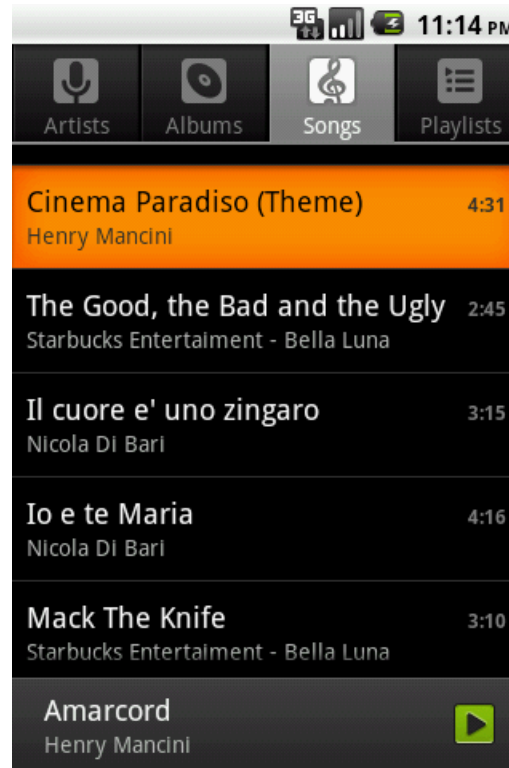 3G 11:14 PM
Artists Albums Songs Playlists
Cinema Paradiso (Theme) 4:31
Henry Mancini
The Good, the Bad and the Ugly 2:45
Starbucks Entertaiment - Bella Luna
Il cuore e' uno zingaro 3:15
Nicola Di Bari
Io e te Maria 4:16
Nicola Di Bari
Mack The Knife 3:10
Starbucks Entertaiment - Bella Luna
Amarcord
Henry Mancini